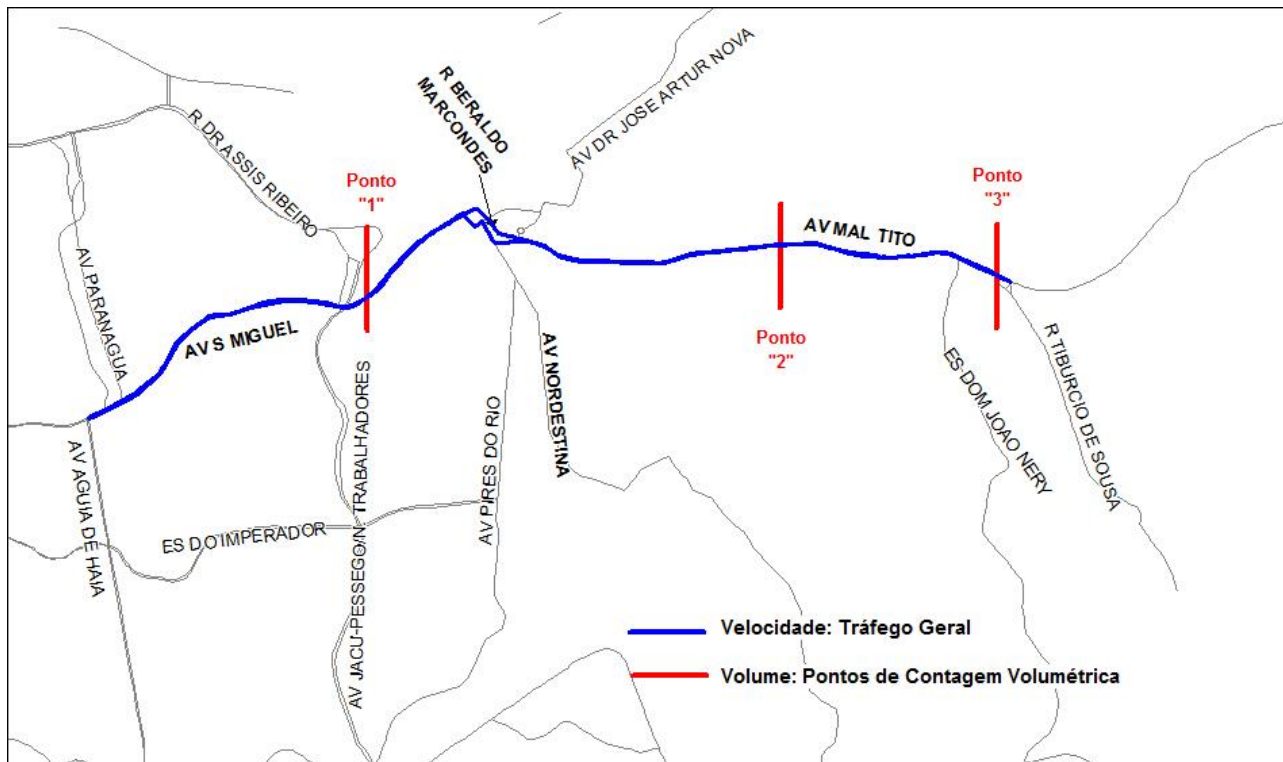 R BERALDO
MARCONDES
AV DR JOSE ARTUR NOVA
R DR ASSIS RIBEIRO
Ponto
"1"
Ponto
"3"
AV MAL TITO
AV PARANAGUA
AV S MIGUEL
Ponto
"2"
AV NORDESTINA
R TIBURCIO DE SOUSA
ES DOM JOAO NERY
AV JACU-PESSEGO/N. TRABALHADORES
AV PIRES DO RIO
AV AGUIA DE HAIA
ES DO IMPERADOR
Velocidade: Tráfego Geral
Volume: Pontos de Contagem Volumétrica